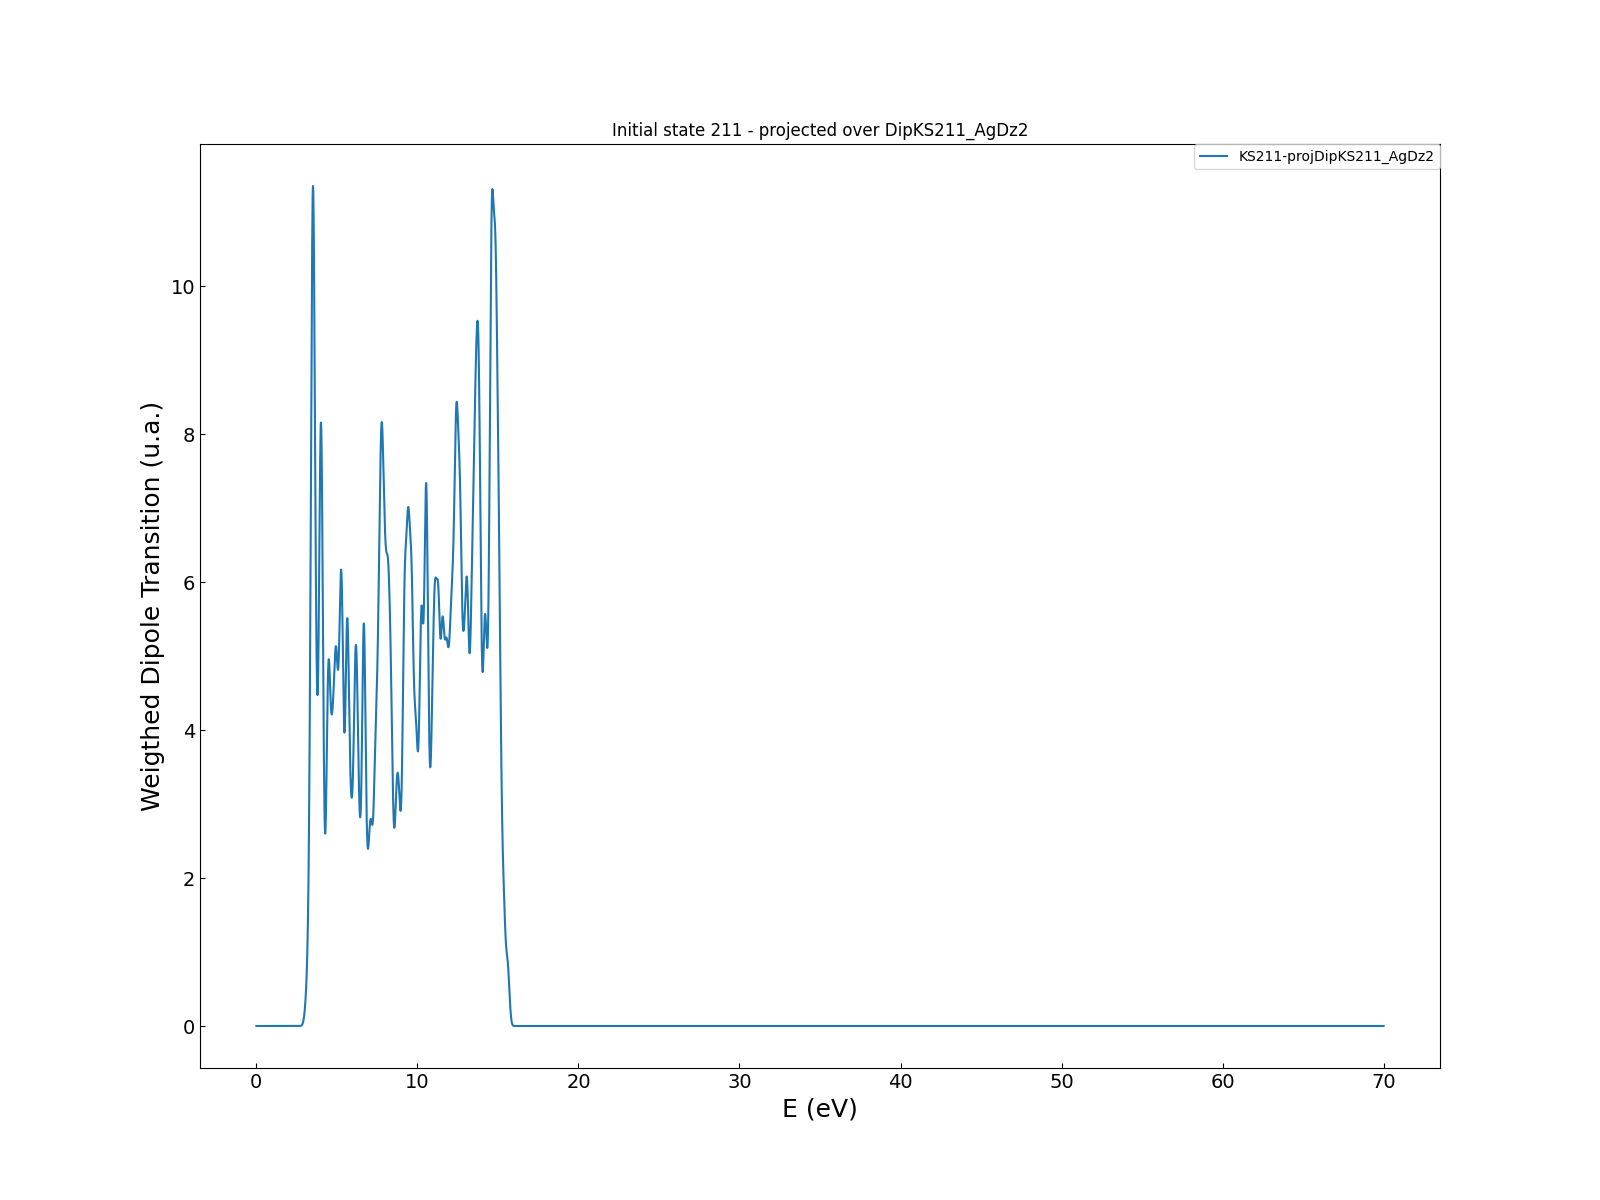 Initial state 211 - projected over DipKS211_AgDz2
KS211-projDipKS211_AgDz2
Weigthed Dipole Transition (u.a.)
10
8
6
4
2
0
0 10 20 30 40 50 60 70
E (eV)